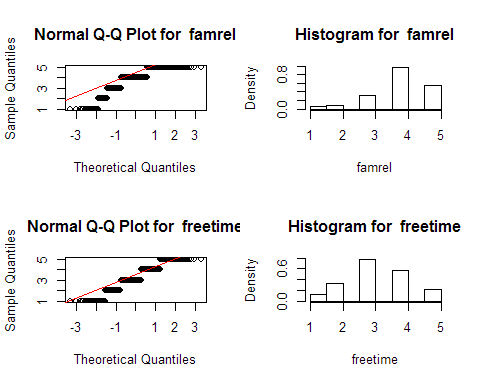 Normal Q-Q Plot for famrel
Sample Quantiles
1 3 5
-3 -1 1 2 3
Theoretical Quantiles
Histogram for famrel
Density
0.0 0.8
1 2 3 4 5
famrel
Normal Q-Q Plot for freetime
Sample Quantiles
1 3 5
-3 -1 1 2 3
Theoretical Quantiles
Histogram for freetime
Density
0.0 0.6
1 2 3 4 5
freetime